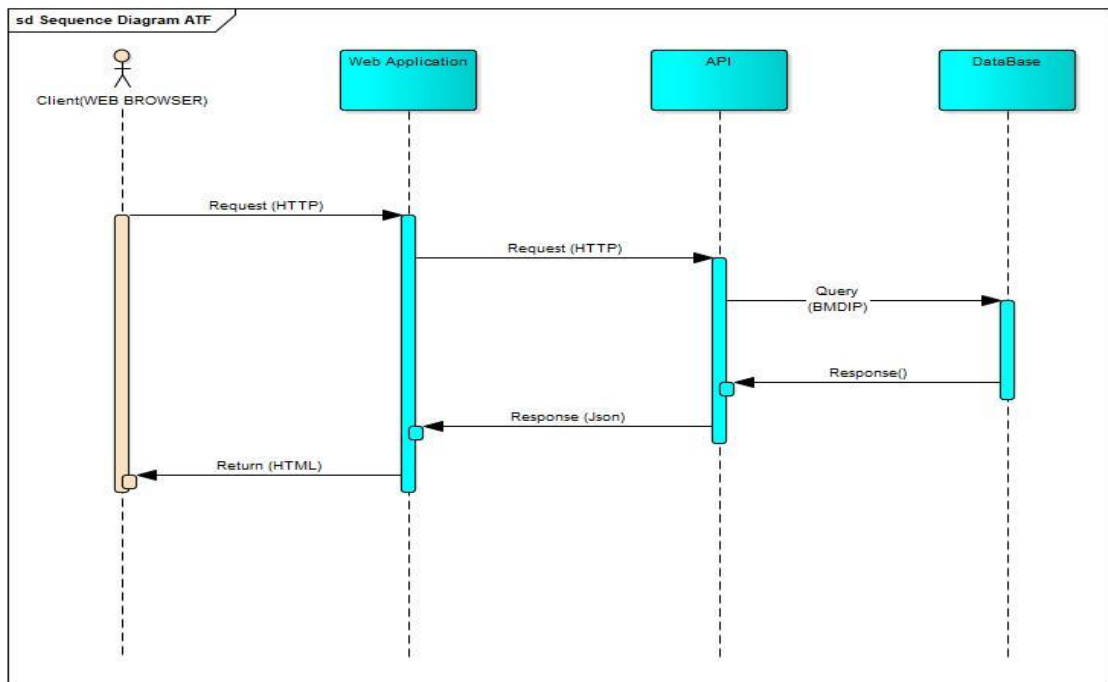 sd Sequence Diagram ATF
Client(WEB BROWSER)
Web Application
API
DataBase
Request (HTTP)
Request (HTTP)
Query
(BMDIP)
Response()
Response (Json)
Return (HTML)